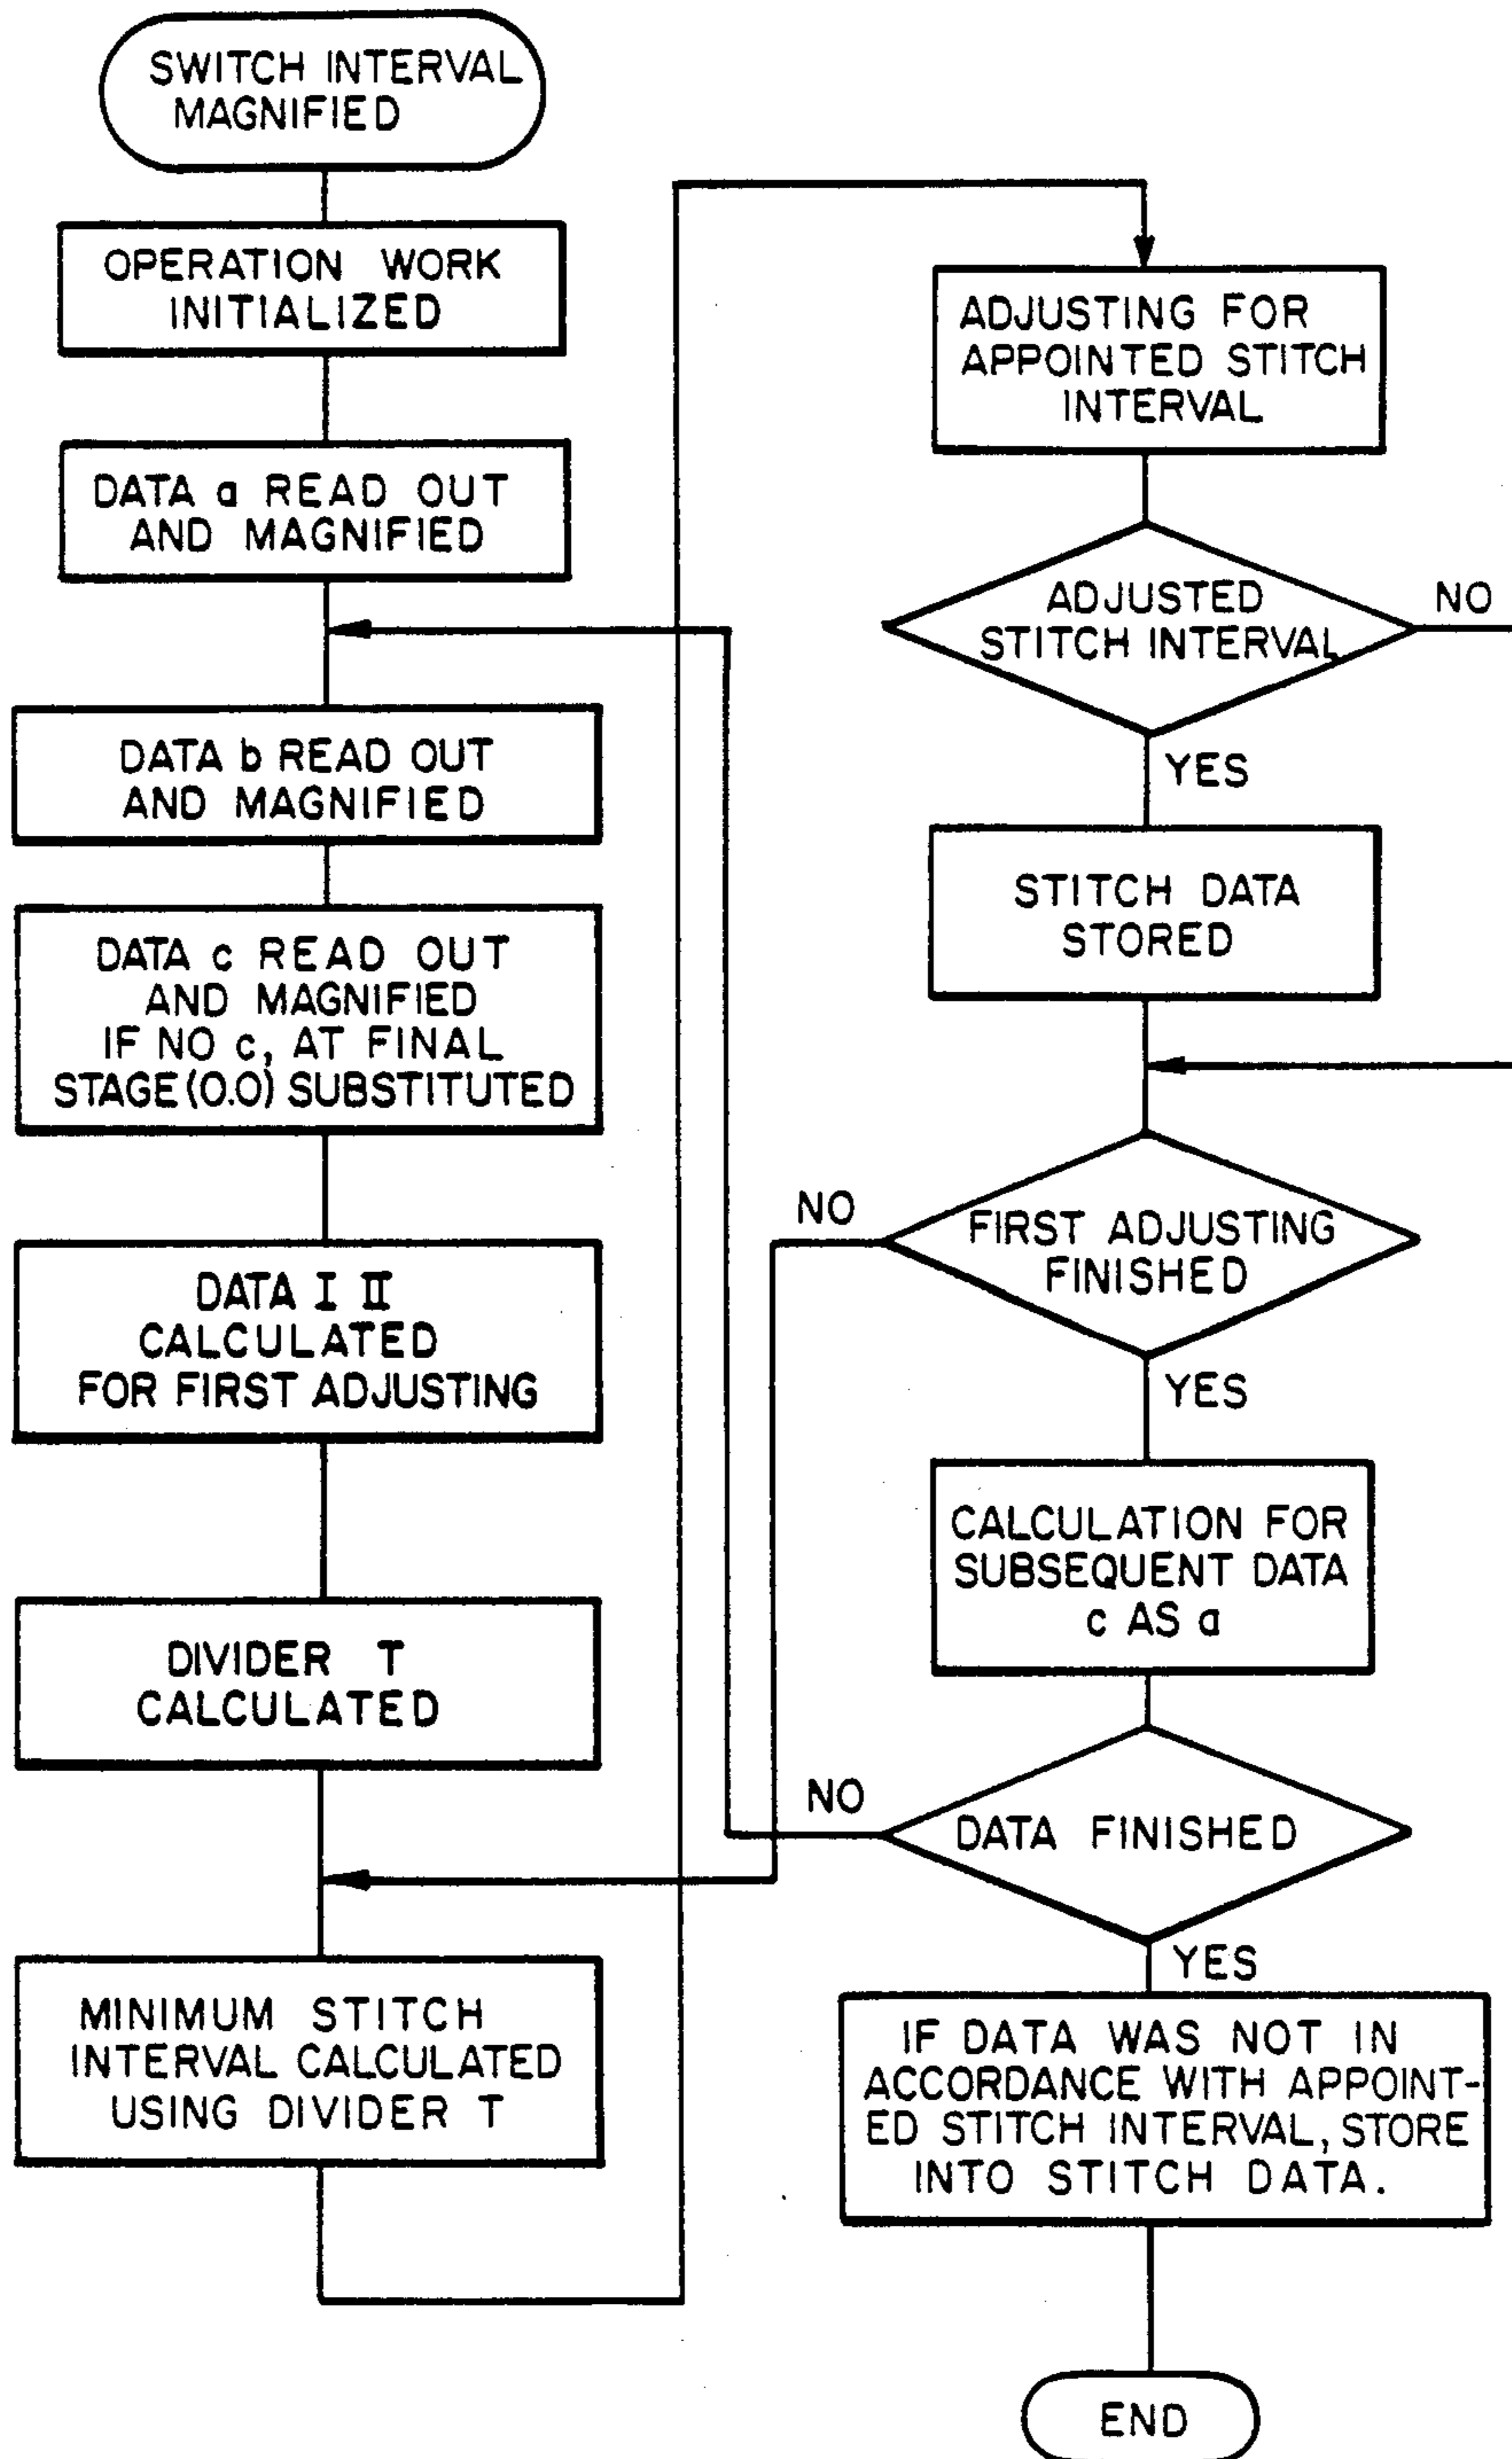 SWITCH INTERVAL
MAGNIFIED
OPERATION WORK
INITIALIZED
DATA a READ OUT
AND MAGNIFIED
DATA b READ OUT
AND MAGNIFIED
DATA c READ OUT
AND MAGNIFIED
IF NO c, AT FINAL
STAGE (0.0) SUBSTITUTED
DATA I II
CALCULATED
FOR FIRST ADJUSTING
DIVIDER T
CALCULATED
MINIMUM STITCH
INTERVAL CALCULATED
USING DIVIDER T
ADJUSTING FOR
APPOINTED STITCH
INTERVAL
ADJUSTED
STITCH INTERVAL
NO
YES
STITCH DATA
STORED
NO
FIRST ADJUSTING
FINISHED
YES
CALCULATION FOR
SUBSEQUENT DATA
c AS a
NO
DATA FINISHED
YES
IF DATA WAS NOT IN
ACCORDANCE WITH APPOINT-
ED STITCH INTERVAL, STORE
INTO STITCH DATA.
END